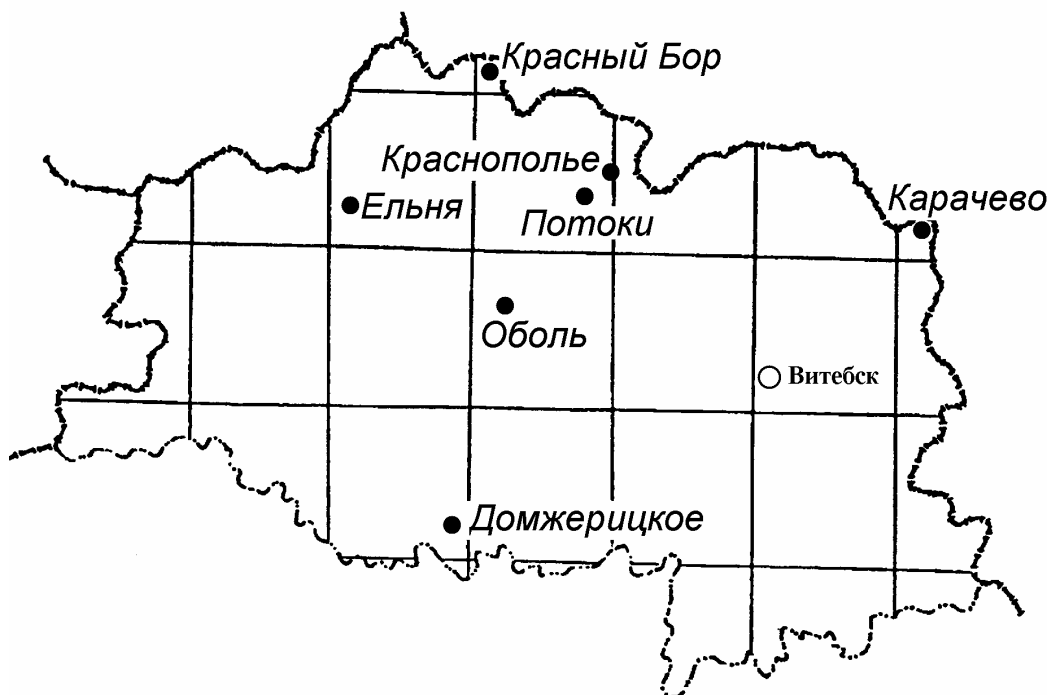 Красный Бор
Краснополье
Карачево
Ельня
Потоки
Оболь
Витебск
Домжерицкое